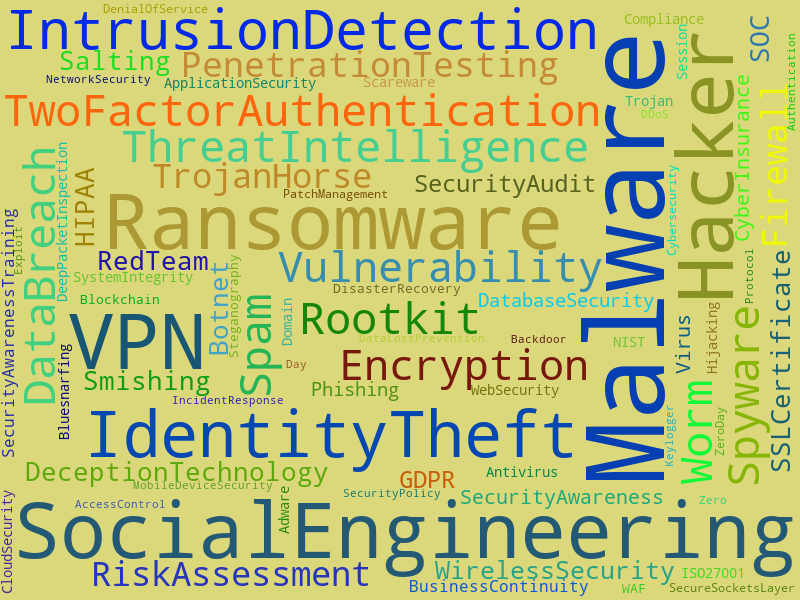 DenialOfService
IntrusionDetection
Compliance
Session
SOC
Authentication
Salting
PenetrationTesting
NetworkSecurity
ApplicationSecurity
Scareware
Malware
Hacker
CyberInsurance
Firewall
Trojan
DDoS
TwoFactorAuthentication
ThreatIntelligence
TrojanHorse
SecurityAudit
PatchManagement
HIPAA
DataBreach
DeepPacketInspection
Ransomware
Cybersecurity
SecurityAwarenessTraining
Exploit
RedTeam
SystemIntegrity
Botnet
Steganography
Vulnerability
DisasterRecovery
DatabaseSecurity
Protocol
SSLCertificate
Blockchain
VPN
Spam
Domain
Rootkit
DataLossPrevention
Backdoor
NIST
Virus
Hijacking
Spyware
Bluesnarfing
Smishing
Day
Encryption
Phishing
WebSecurity
IncidentResponse
IdentityTheft
Keylogger
Worm
ZeroDay
DeceptionTechnology
MobileDeviceSecurity
GDPR
Antivirus
SecurityPolicy
SecurityAwareness
Zero
CloudSecurity
AccessControl
Adware
SocialEngineering
RiskAssessment
WirelessSecurity
ISO27001
BusinessContinuity
WAF
SecureSocketsLayer